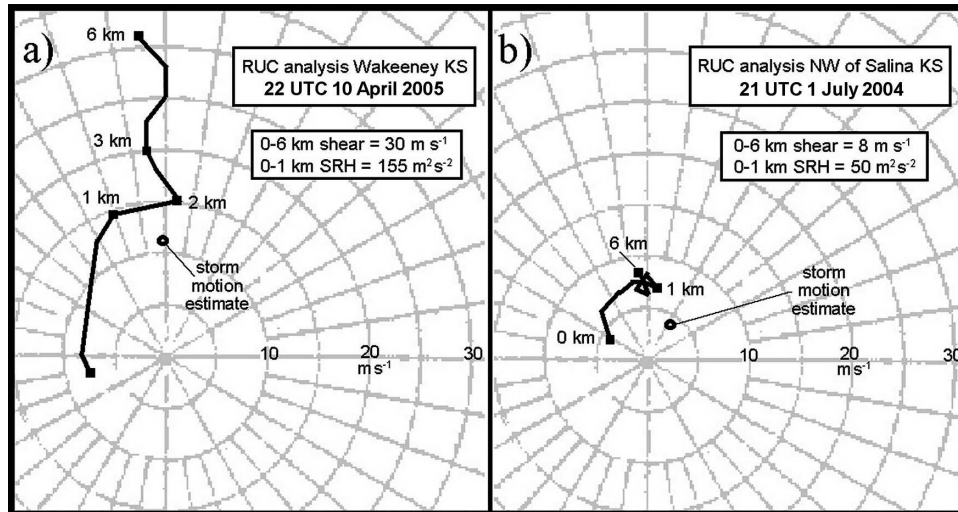 a)
6 km
RUC analysis Wakeeney KS
22 UTC 10 April 2005
0-6 km shear = 30 m s⁻¹
0-1 km SRH = 155 m²s⁻²
3 km
1 km
2 km
storm
motion
estimate
10
20
30
m s⁻¹
b)
RUC analysis NW of Salina KS
21 UTC 1 July 2004
0-6 km shear = 8 m s⁻¹
0-1 km SRH = 50 m²s⁻²
6 km
1 km
0 km
storm
motion
estimate
10
20
30
m s⁻¹